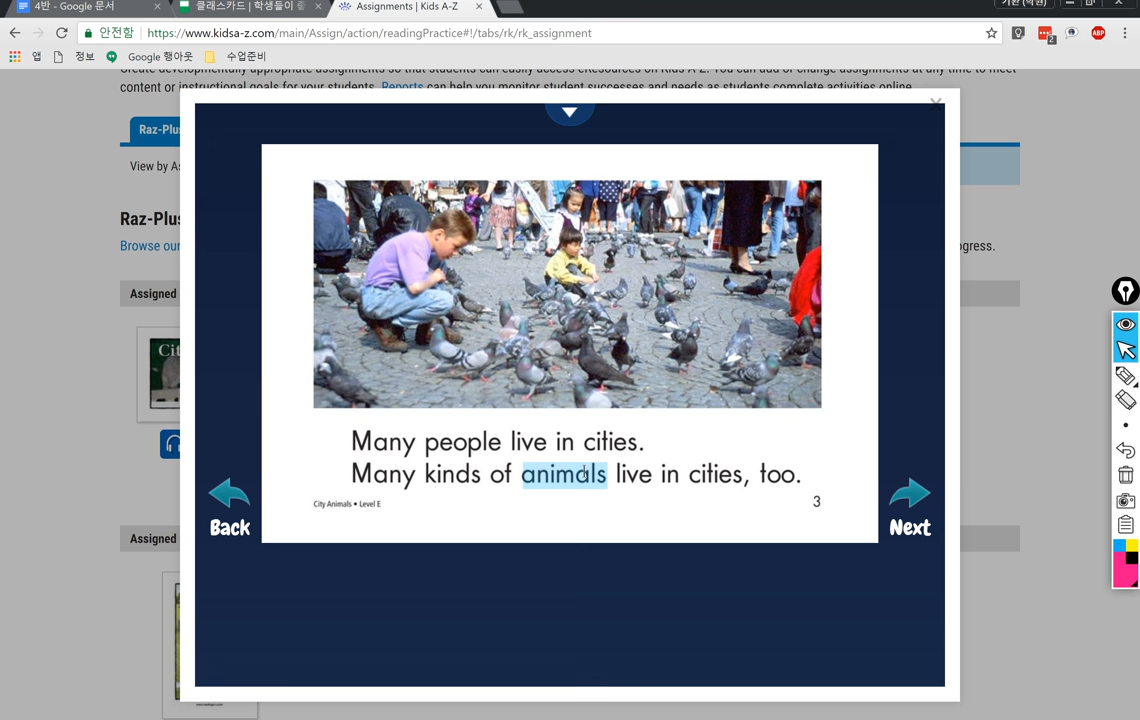 4반 - Google 문서
클래스카드 | 학생들이
Assignments | Kids A-Z
안전함 https://www.kidsa-z.com/main/Assign/action/readingPractice#!/tabs/rk/rk_assignment
2 ABP
앱 정보 Google 행아웃 수업준비
Create developmentally appropriate assignments so that students can easily access eResources on Kids A-Z. You can add or change assignments at any time to meet
content or instructional goals for your students. Reports can help you monitor student successes and needs as students complete activities online.
Raz-Plus
View by As
Raz-Plus
Browse our
ogress.
Assigned
Cit
Many people live in cities.
Many kinds of animals live in cities, too.
City Animals • Level E
3
Back
Next
Assigned